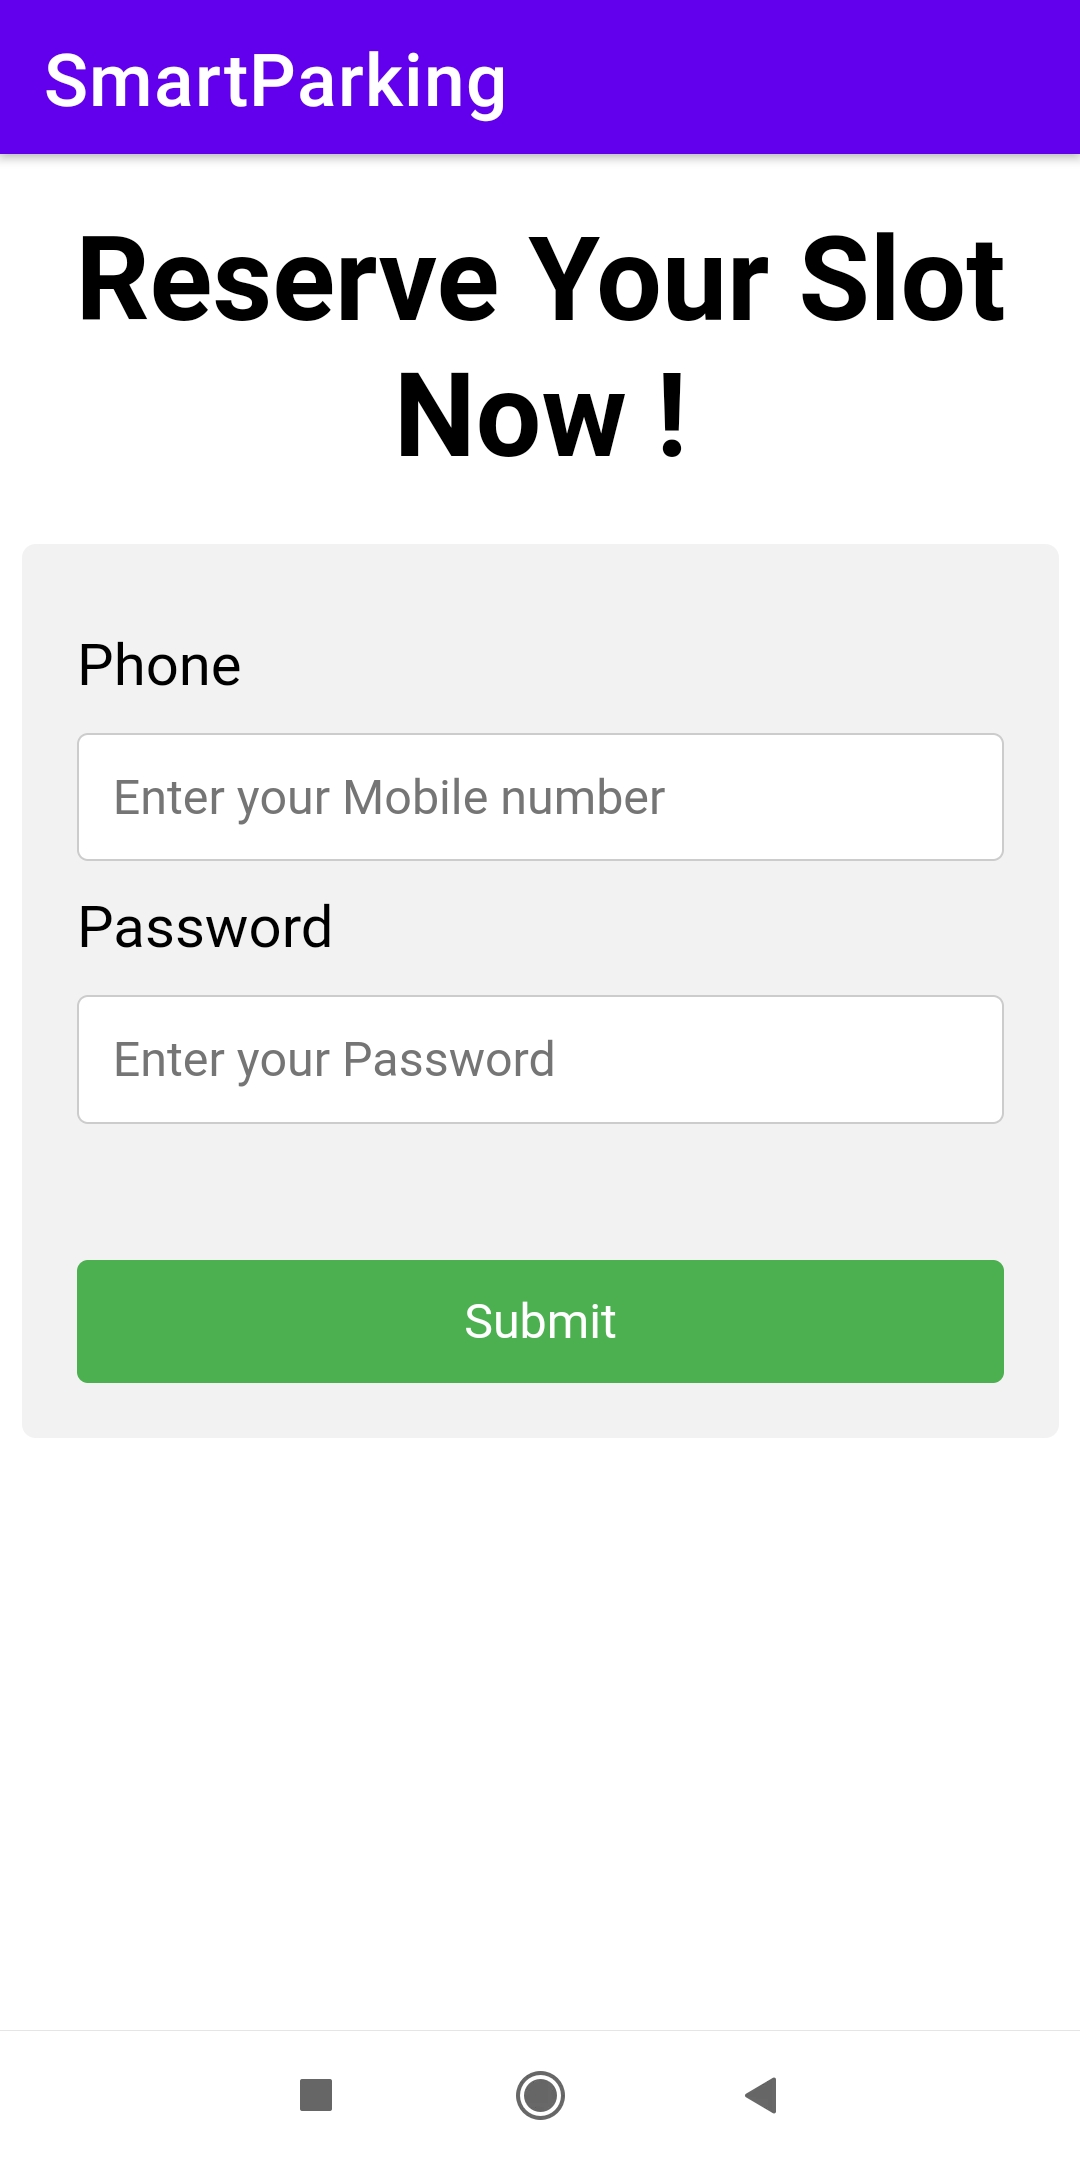 SmartParking
Reserve Your Slot
Now !
Phone
Enter your Mobile number
Password
Enter your Password
Submit